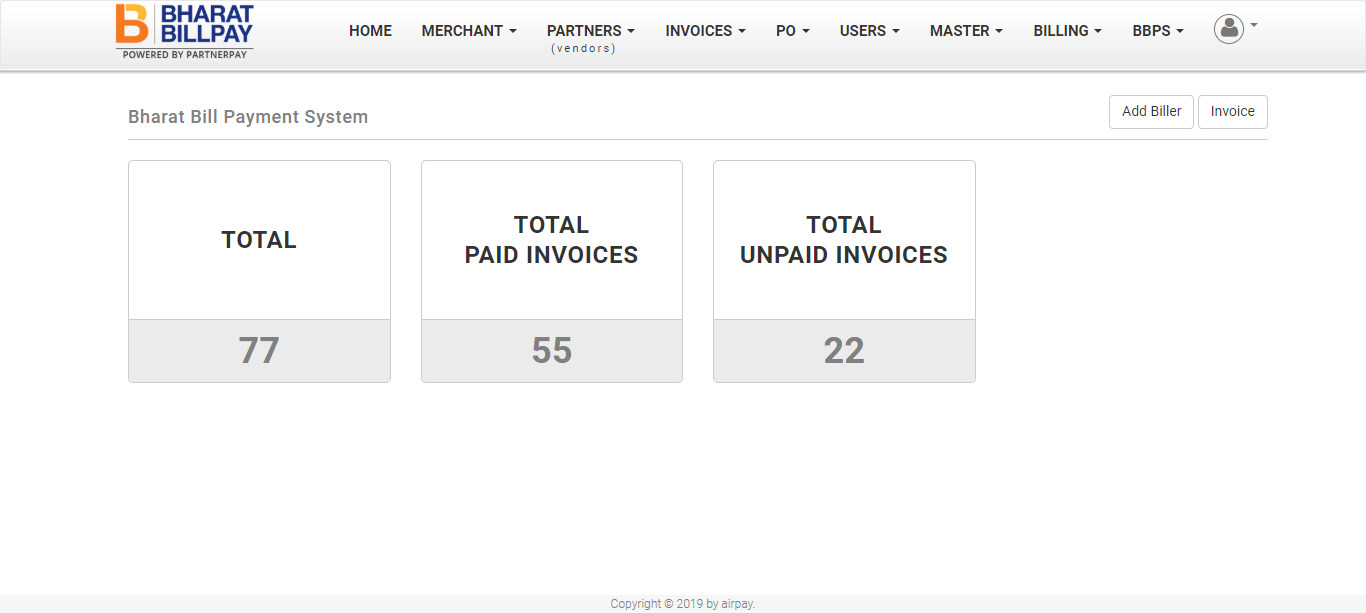 BHARAT
BILLPAY
POWERED BY PARTNERPAY
HOME MERCHANT PARTNERS INVOICES PO USERS MASTER BILLING BBPS
(vendors)
Bharat Bill Payment System
Add Biller Invoice
TOTAL
77
TOTAL
PAID INVOICES
55
TOTAL
UNPAID INVOICES
22
Copyright © 2019 by airpay.